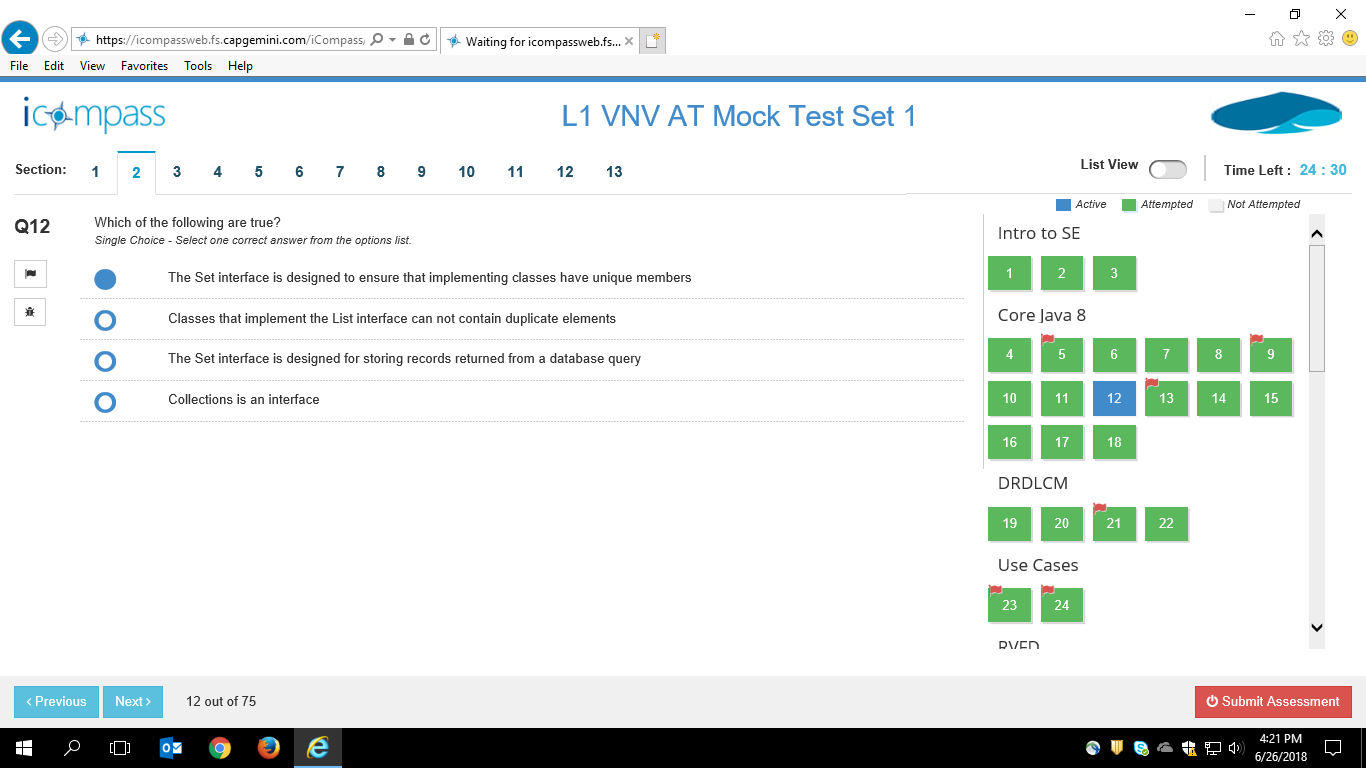 https://icompassweb.fs.capgemini.com/iCompass/
Waiting for icompassweb.fs...
File Edit View Favorites Tools Help
icompass
L1 VNV AT Mock Test Set 1
Section: 1 2 3 4 5 6 7 8 9 10 11 12 13
List View
Time Left : 24 : 30
Active Attempted Not Attempted
Q12
Which of the following are true?
Single Choice - Select one correct answer from the options list.
The Set interface is designed to ensure that implementing classes have unique members
Classes that implement the List interface can not contain duplicate elements
The Set interface is designed for storing records returned from a database query
Collections is an interface
Intro to SE
1 2 3
Core Java 8
4 5 6 7 8 9
10 11 12 13 14 15
16 17 18
DRDLCM
19 20 21 22
Use Cases
23 24
< Previous Next > 12 out of 75
Submit Assessment
4:21 PM
6/26/2018